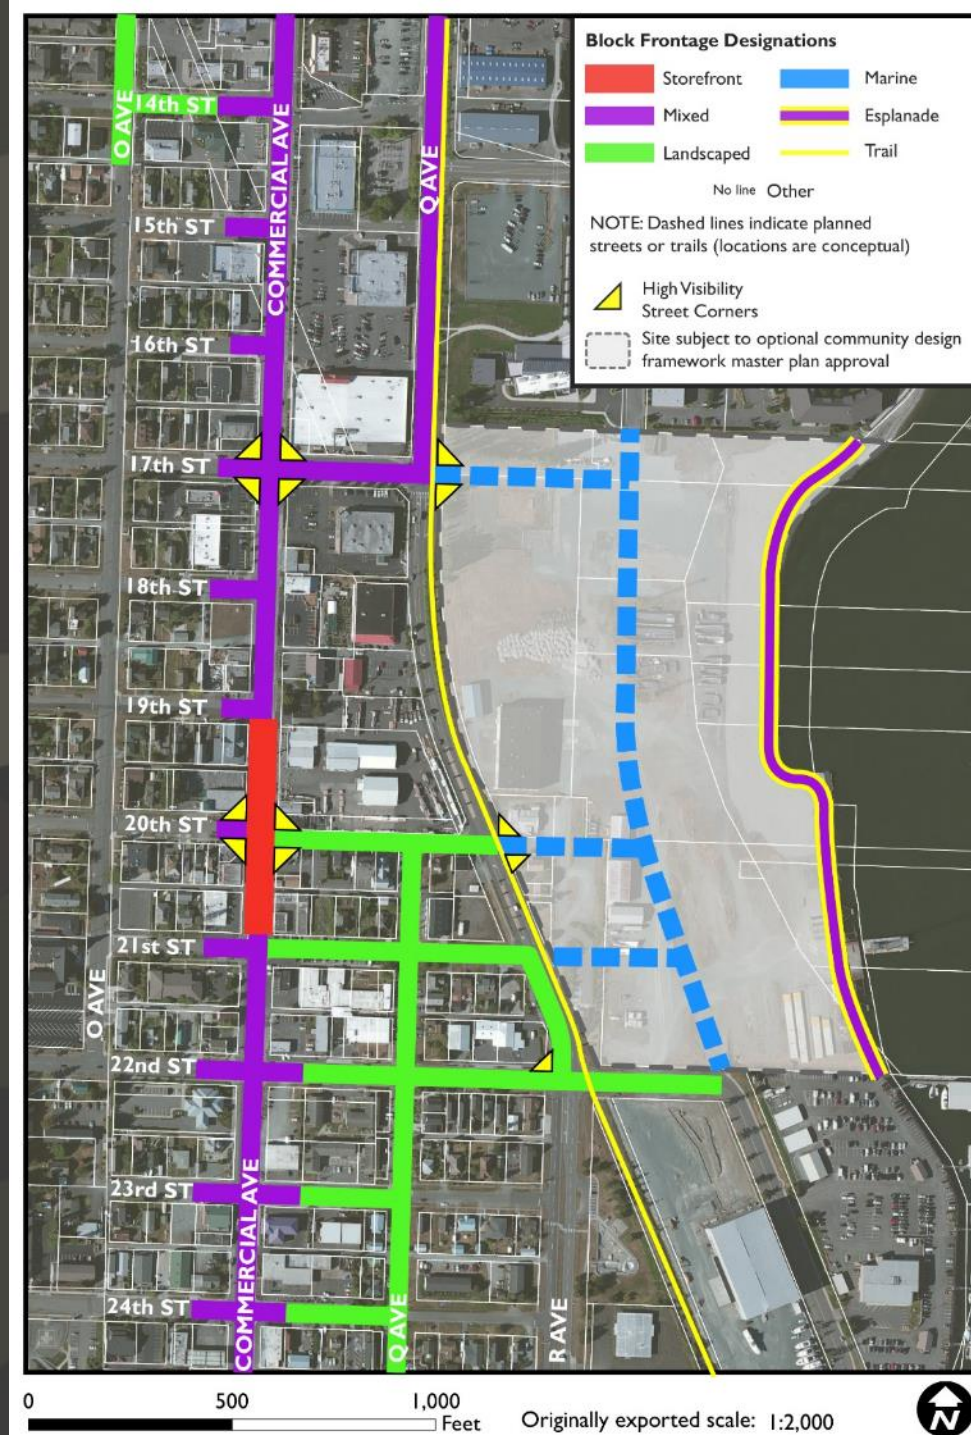 Block Frontage Designations
Storefront
Marine
Mixed
Esplanade
Landscaped
Trail
No line Other
NOTE: Dashed lines indicate planned
streets or trails (locations are conceptual)
High Visibility
Street Corners
Site subject to optional community design
framework master plan approval
O AVE
14th ST
COMMERCIAL AVE
Q AVE
15th ST
16th ST
17th ST
18th ST
19th ST
20th ST
21st ST
O AVE
22nd ST
23rd ST
COMMERCIAL AVE
24th ST
Q AVE
R AVE
0 500 1,000
Feet
Originally exported scale: 1:2,000
N